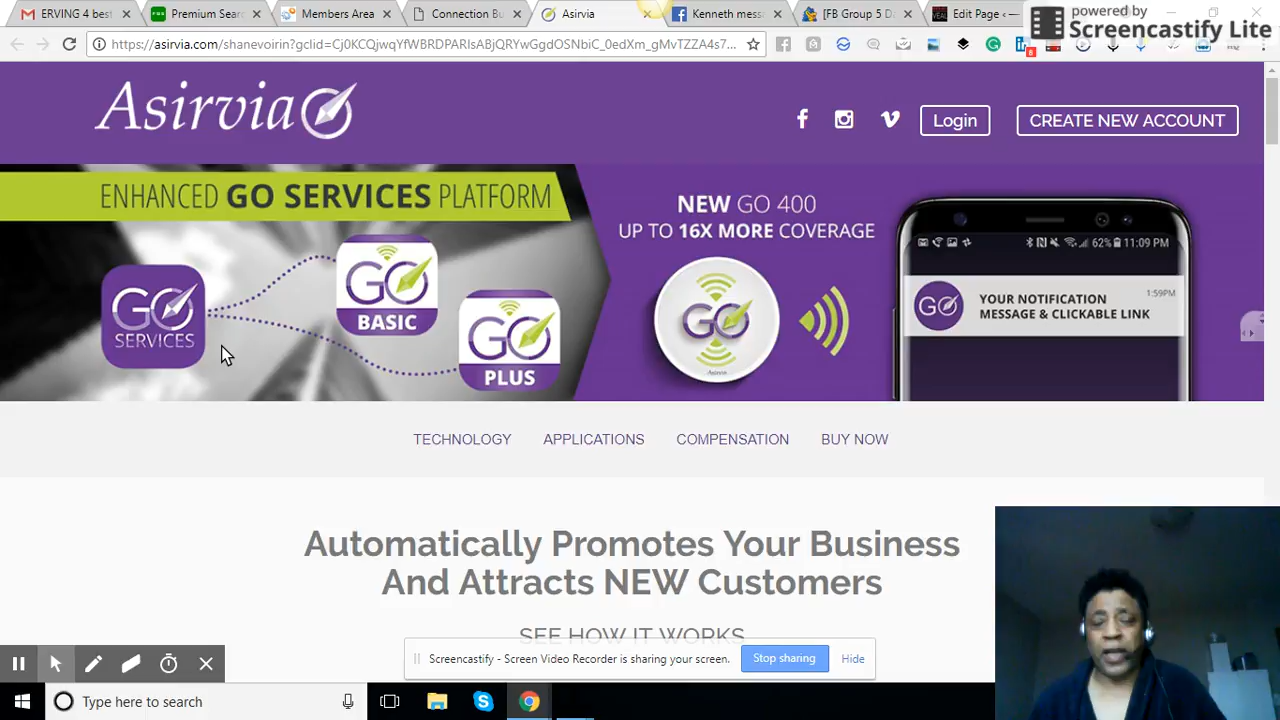 ERVING 4 best
Premium Sear
Members Area
Connection Bu
Asirvia
Kenneth mess
[FB Group 5 D
Edit Page ‹
powered by
Screencastify Lite
https://asirvia.com/shanevoirin?gclid=Cj0KCQjwqYfWBRDPARIsABjQRYwGgdOSNbiC_0edXm_gMvTZZA4s7...
Asirvia
Login
CREATE NEW ACCOUNT
ENHANCED GO SERVICES PLATFORM
GO
SERVICES
GO
BASIC
GO
PLUS
NEW GO 400
UP TO 16X MORE COVERAGE
GO
Asirvia
62% 11:09 PM
GO
1:59PM
YOUR NOTIFICATION
MESSAGE & CLICKABLE LINK
TECHNOLOGY
APPLICATIONS
COMPENSATION
BUY NOW
Automatically Promotes Your Business
And Attracts NEW Customers
SEE HOW IT WORKS
Screencastify - Screen Video Recorder is sharing your screen.
Stop sharing
Hide
Type here to search